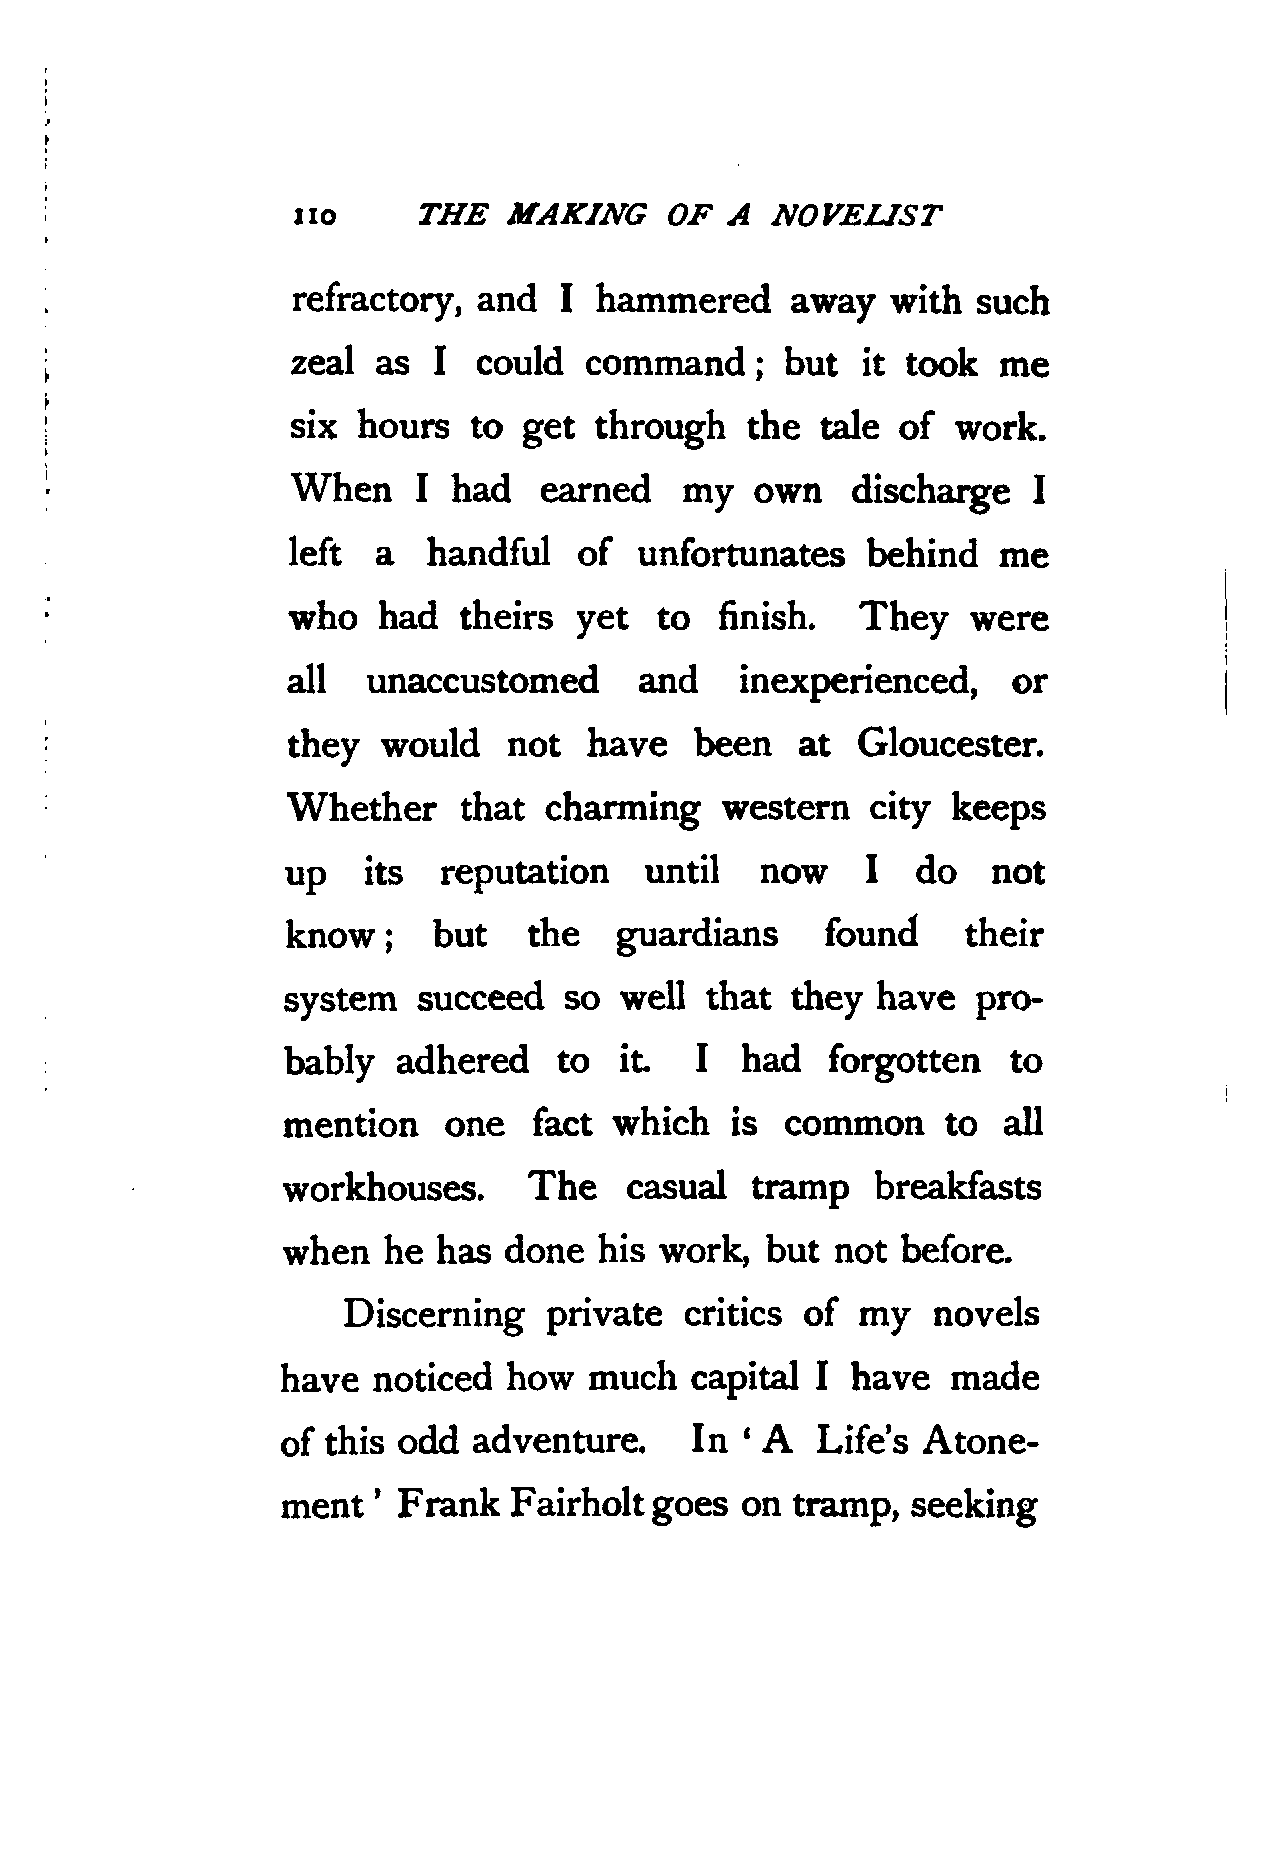 110 THE MAKING OF A NOVELIST
refractory, and I hammered away with such
zeal as I could command ; but it took me
six hours to get through the tale of work.
When I had earned my own discharge I
left a handful of unfortunates behind me
who had theirs yet to finish. They were
all unaccustomed and inexperienced, or
they would not have been at Gloucester.
Whether that charming western city keeps
up its reputation until now I do not
know ; but the guardians found their
system succeed so well that they have pro-
bably adhered to it. I had forgotten to
mention one fact which is common to all
workhouses. The casual tramp breakfasts
when he has done his work, but not before.
Discerning private critics of my novels
have noticed how much capital I have made
of this odd adventure. In ‘ A Life’s Atone-
ment ’ Frank Fairholt goes on tramp, seeking